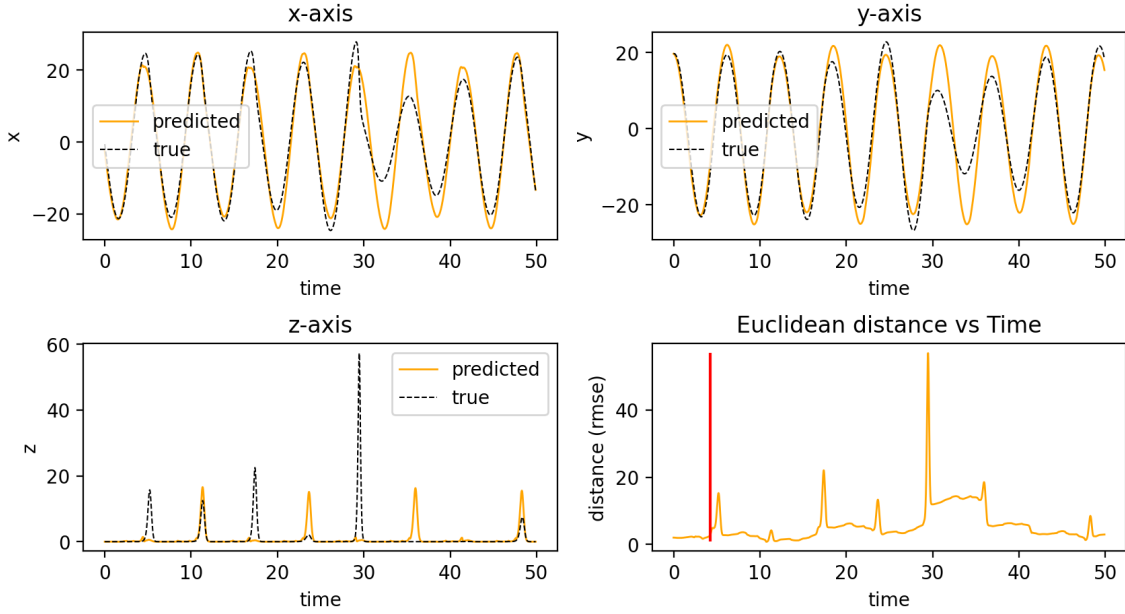 x-axis
20
0
−20
x
predicted
true
0 10 20 30 40 50
time
y-axis
20
0
−20
y
predicted
true
0 10 20 30 40 50
time
z-axis
60
40
20
0
z
predicted
true
0 10 20 30 40 50
time
Euclidean distance vs Time
40
20
0
distance (rmse)
0 10 20 30 40 50
time